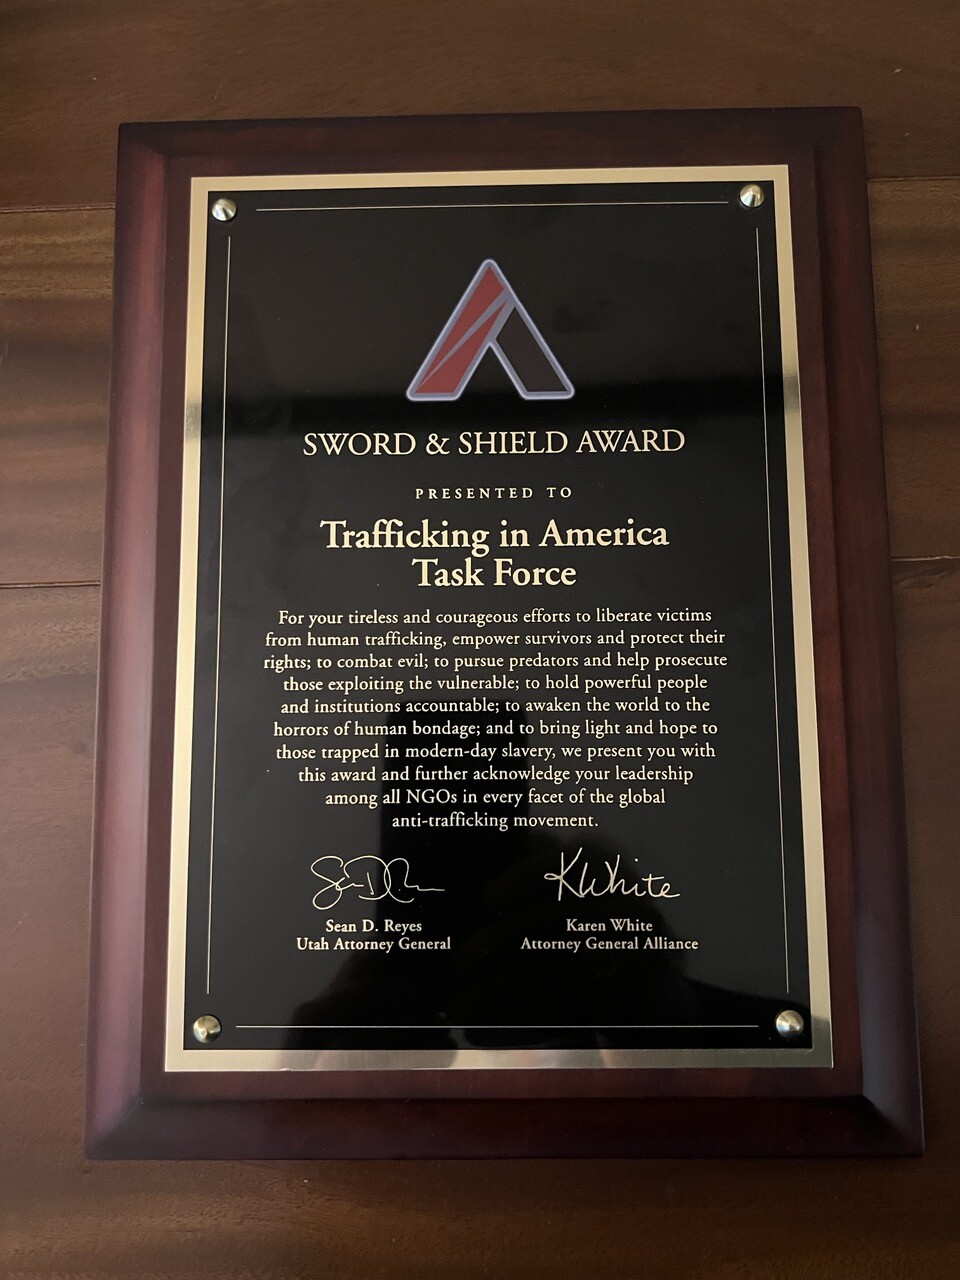 SWORD & SHIELD AWARD
PRESENTED TO
Trafficking in America
Task Force
For your tireless and courageous efforts to liberate victims
from human trafficking, empower survivors and protect their
rights; to combat evil; to pursue predators and help prosecute
those exploiting the vulnerable; to hold powerful people
and institutions accountable; to awaken the world to the
horrors of human bondage; and to bring light and hope to
those trapped in modern-day slavery, we present you with
this award and further acknowledge your leadership
among all NGOs in every facet of the global
anti-trafficking movement.
KWhite
Sean D. Reyes
Utah Attorney General
Karen White
Attorney General Alliance